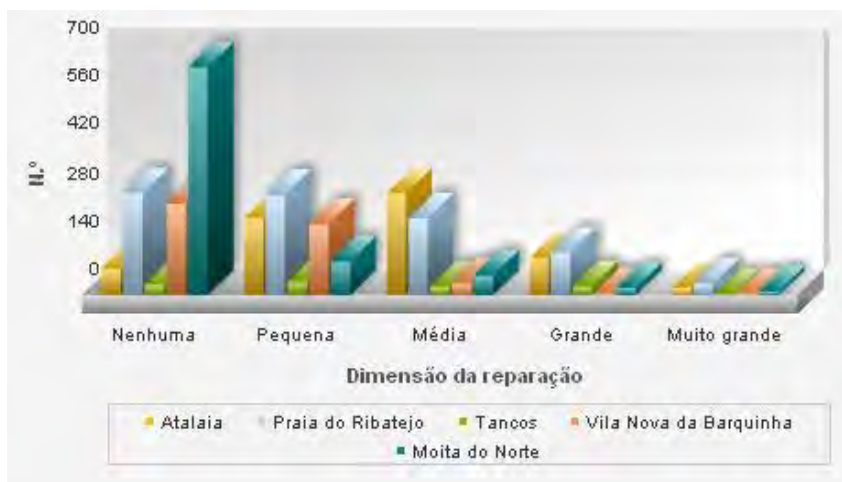 700
560
420
280
140
0
N.º
Nenhuma Pequena Média Grande Muito grande
Dimensão da reparação
Atalaia Praia do Ribatejo Tancos Vila Nova da Barquinha
Moita do Norte